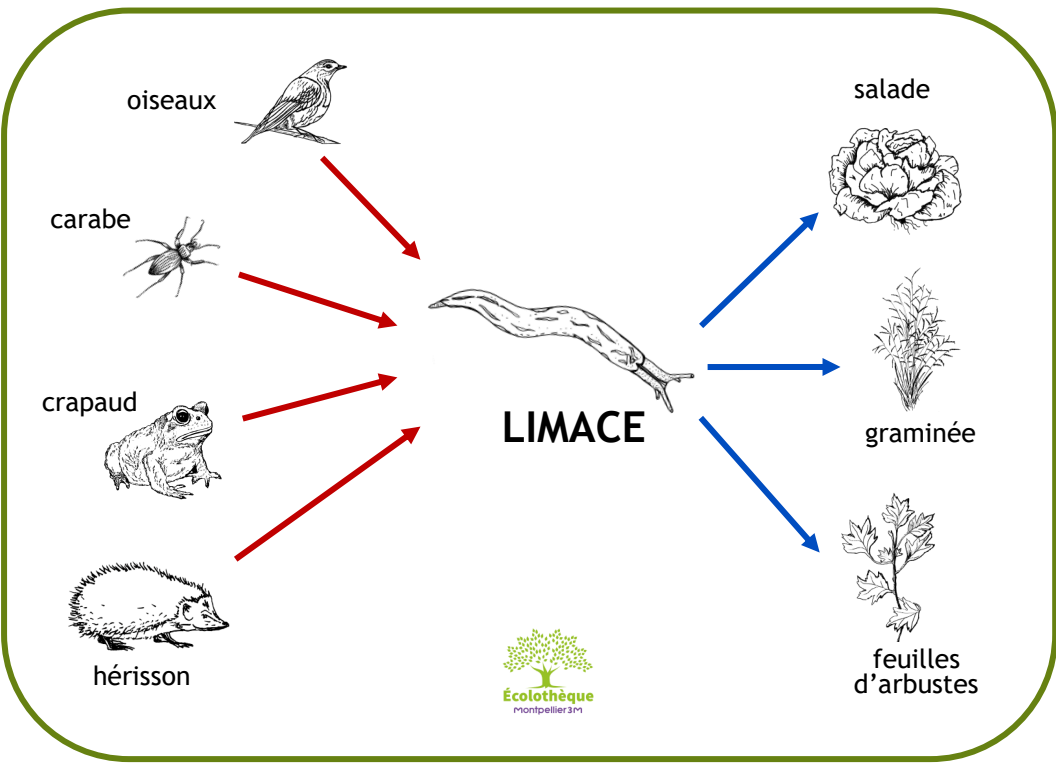 oiseaux
carabe
crapaud
hérisson
LIMACE
salade
graminée
feuilles
d'arbustes
Écolothèque
montpellier3m